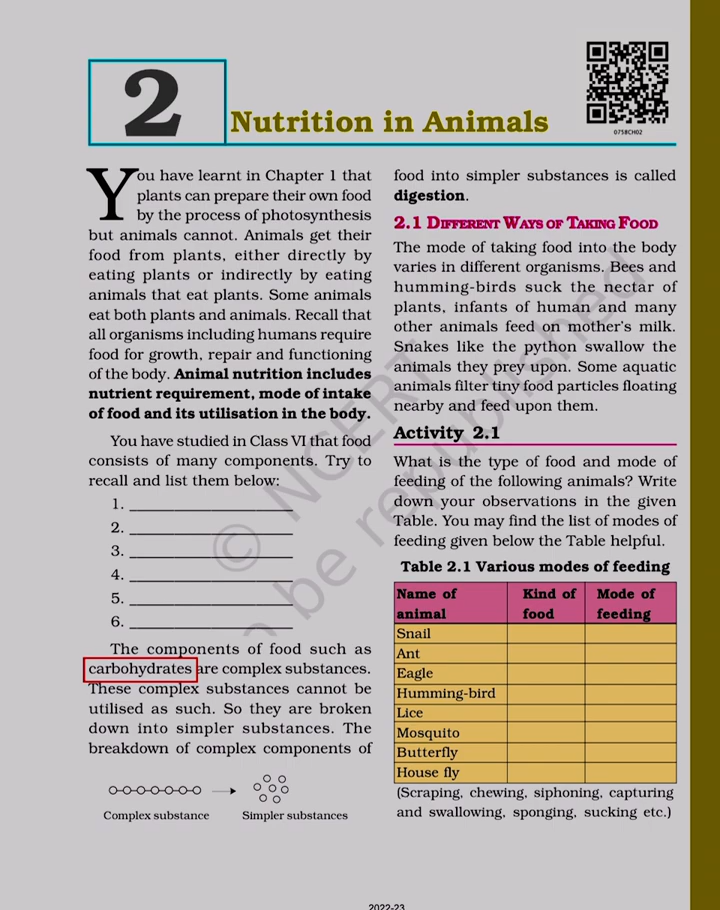 2
Nutrition in Animals
0758CH02
You have learnt in Chapter 1 that
plants can prepare their own food
by the process of photosynthesis
but animals cannot. Animals get their
food from plants, either directly by
eating plants or indirectly by eating
animals that eat plants. Some animals
eat both plants and animals. Recall that
all organisms including humans require
food for growth, repair and functioning
of the body. Animal nutrition includes
nutrient requirement, mode of intake
of food and its utilisation in the body.
You have studied in Class VI that food
consists of many components. Try to
recall and list them below:
1. ____________________
2. ____________________
3. ____________________
4. ____________________
5. ____________________
6. ____________________
The components of food such as
carbohydrates are complex substances.
These complex substances cannot be
utilised as such. So they are broken
down into simpler substances. The
breakdown of complex components of
Complex substance
Simpler substances
food into simpler substances is called
digestion.
2.1 DIFFERENT WAYS OF TAKING FOOD
The mode of taking food into the body
varies in different organisms. Bees and
humming-birds suck the nectar of
plants, infants of human and many
other animals feed on mother's milk.
Snakes like the python swallow the
animals they prey upon. Some aquatic
animals filter tiny food particles floating
nearby and feed upon them.
Activity 2.1
What is the type of food and mode of
feeding of the following animals? Write
down your observations in the given
Table. You may find the list of modes of
feeding given below the Table helpful.
Table 2.1 Various modes of feeding
Name of animal
Kind of food
Mode of feeding
Snail
Ant
Eagle
Humming-bird
Lice
Mosquito
Butterfly
House fly
(Scraping, chewing, siphoning, capturing
and swallowing, sponging, sucking etc.)
© NCERT
be republished
2022-23